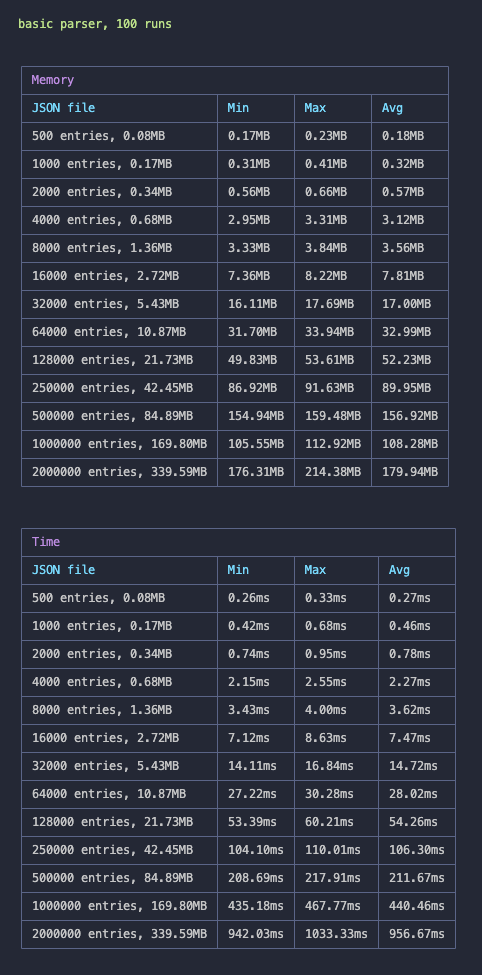 basic parser, 100 runs
Memory
JSON file Min Max Avg
500 entries, 0.08MB 0.17MB 0.23MB 0.18MB
1000 entries, 0.17MB 0.31MB 0.41MB 0.32MB
2000 entries, 0.34MB 0.56MB 0.66MB 0.57MB
4000 entries, 0.68MB 2.95MB 3.31MB 3.12MB
8000 entries, 1.36MB 3.33MB 3.84MB 3.56MB
16000 entries, 2.72MB 7.36MB 8.22MB 7.81MB
32000 entries, 5.43MB 16.11MB 17.69MB 17.00MB
64000 entries, 10.87MB 31.70MB 33.94MB 32.99MB
128000 entries, 21.73MB 49.83MB 53.61MB 52.23MB
250000 entries, 42.45MB 86.92MB 91.63MB 89.95MB
500000 entries, 84.89MB 154.94MB 159.48MB 156.92MB
1000000 entries, 169.80MB 105.55MB 112.92MB 108.28MB
2000000 entries, 339.59MB 176.31MB 214.38MB 179.94MB
Time
JSON file Min Max Avg
500 entries, 0.08MB 0.26ms 0.33ms 0.27ms
1000 entries, 0.17MB 0.42ms 0.68ms 0.46ms
2000 entries, 0.34MB 0.74ms 0.95ms 0.78ms
4000 entries, 0.68MB 2.15ms 2.55ms 2.27ms
8000 entries, 1.36MB 3.43ms 4.00ms 3.62ms
16000 entries, 2.72MB 7.12ms 8.63ms 7.47ms
32000 entries, 5.43MB 14.11ms 16.84ms 14.72ms
64000 entries, 10.87MB 27.22ms 30.28ms 28.02ms
128000 entries, 21.73MB 53.39ms 60.21ms 54.26ms
250000 entries, 42.45MB 104.10ms 110.01ms 106.30ms
500000 entries, 84.89MB 208.69ms 217.91ms 211.67ms
1000000 entries, 169.80MB 435.18ms 467.77ms 440.46ms
2000000 entries, 339.59MB 942.03ms 1033.33ms 956.67ms